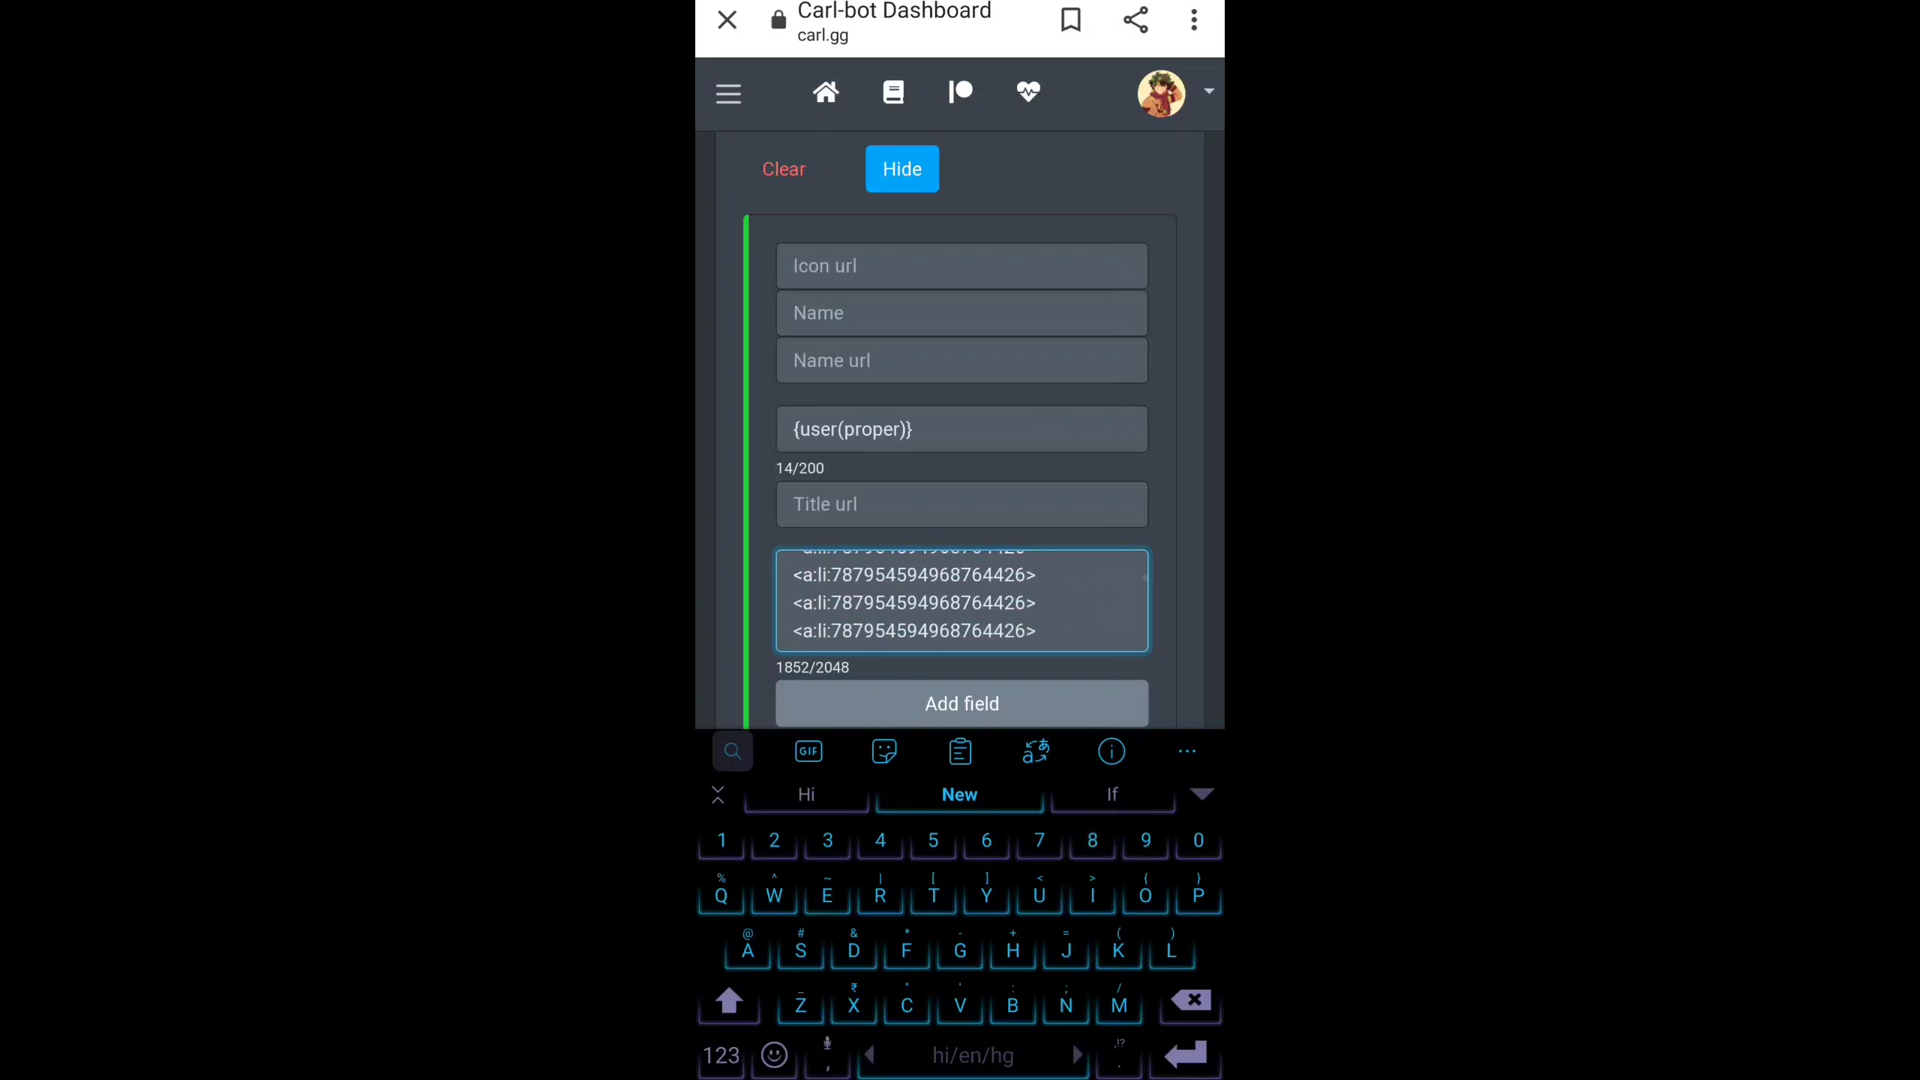 Carl-bot Dashboard
carl.gg
Clear Hide
Icon url
Name
Name url
{user(proper)}
14/200
Title url
<a:li:787954594968764426>
<a:li:787954594968764426>
<a:li:787954594968764426>
1852/2048
Add field
GIF
Hi New If
1 2 3 4 5 6 7 8 9 0
% ^ ~ | [ ] < > { }
Q W E R T Y U I O P
@ # & * - + = ( )
A S D F G H J K L
_ ₹ " ' : ; /
Z X C V B N M
123 , hi/en/hg ,!? .